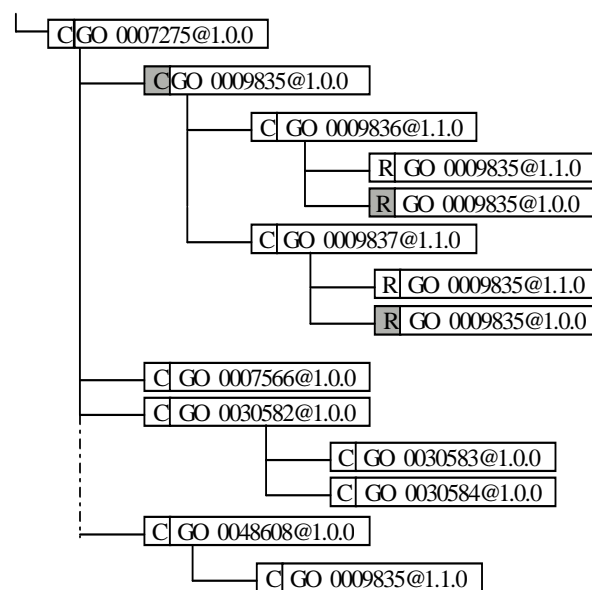 C GO 0007275@1.0.0
C GO 0009835@1.0.0
C GO 0009836@1.1.0
R GO 0009835@1.1.0
R GO 0009835@1.0.0
C GO 0009837@1.1.0
R GO 0009835@1.1.0
R GO 0009835@1.0.0
C GO 0007566@1.0.0
C GO 0030582@1.0.0
C GO 0030583@1.0.0
C GO 0030584@1.0.0
C GO 0048608@1.0.0
C GO 0009835@1.1.0